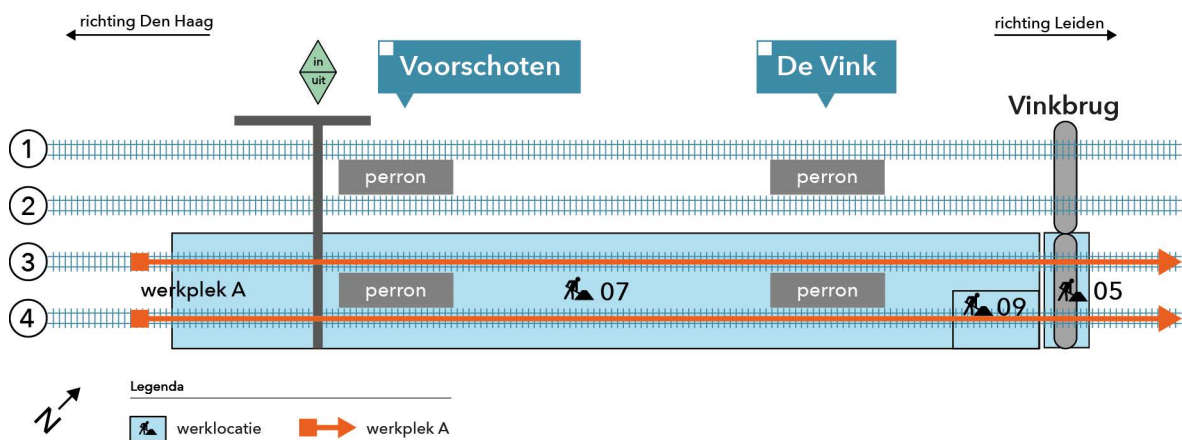 richting Den Haag
richting Leiden
in
uit
Voorschoten
De Vink
Vinkbrug
1
perron
perron
2
3
werkplek A
perron
07
perron
09
05
4
N
Legenda
werklocatie
werkplek A